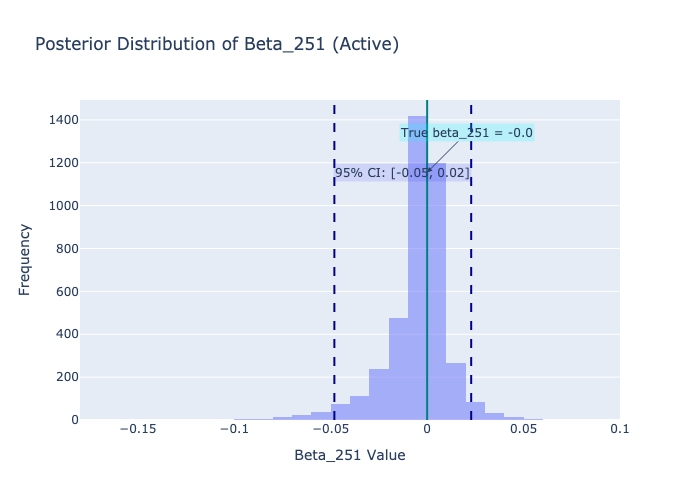 Posterior Distribution of Beta_251 (Active)
1400
1200
1000
800
600
400
200
0
Frequency
True beta_251 = -0.0
95% CI: [-0.05, 0.02]
−0.15
−0.1
−0.05
0
0.05
0.1
Beta_251 Value